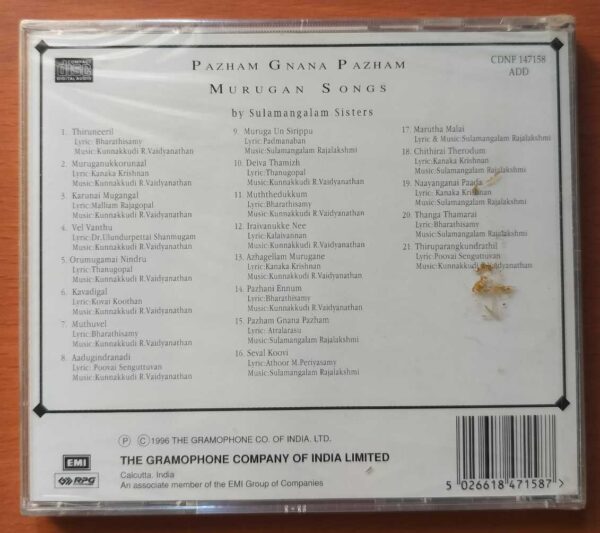 COMPACT
disc
DIGITAL AUDIO
PAZHAM GNANA PAZHAM
CDNF 147158
ADD
MURUGAN SONGS
by Sulamangalam Sisters
1. Thiruneeril
Lyric: Bharathisamy
Music:Kunnakkudi R.Vaidyanathan
2. Muruganukkorunaal
Lyric: Kanaka Krishnan
Music:Kunnakkudi R.Vaidyanathan
3. Karunai Mugangal
Lyric:Malliam Rajagopal
Music:Kunnakkudi R.Vaidyanathan
4. Vel Vanthu
Lyric:Dr.Ulundurpettai Shanmugam
Music:Kunnakkudi R.Vaidyanathan
5. Orumugamai Nindru
Lyric:Thanugopal
Music:Kunnakkudi R.Vaidyanathan
6. Kavadigal
Lyric:Kovai Koothan
Music:Kunnakkudi R.Vaidyanathan
7. Muthuvel
Lyric:Bharathisamy
Music:Kunnakkudi R.Vaidyanathan
8. Aadugindranadi
Lyric: Poovai Senguttuvan
Music:Kunnakkudi R.Vaidyanathan
9. Muruga Un Sirippu
Lyric:Padmanaban
Music:Sulamangalam Rajalakshmi
10. Deiva Thamizh
Lyric:Thanugopal
Music:Kunnakkudi R.Vaidyanathan
11. Muththedukkum
Lyric:Bharathisamy
Music:Kunnakkudi R.Vaidyanathan
12. Iraivanukke Nee
Lyric:Kalaivannan
Music:Kunnakkudi R.Vaidyanathan
13. Azhagellam Murugane
Lyric:Kanaka Krishnan
Music:Kunnakkudi R.Vaidyanathan
14. Pazhani Ennum
Lyric:Bharathisamy
Music:Kunnakkudi R.Vaidyanathan
15. Pazham Gnana Pazham
Lyric: Atralarasu
Music:Sulamangalam Rajalakshmi
16. Seval Koovi
Lyric:Athoor M.Periyasamy
Music:Sulamangalam Rajalakshmi
17. Marutha Malai
Lyric & Music:Sulamangalam Rajalakshmi
18. Chithirai Therodum
Lyric:Kanaka Krishnan
Music:Sulamangalam Rajalakshmi
19. Naavanganai Paada
Lyric: Kanaka Krishnan
Music:Sulamangalam Rajalakshmi
20. Thanga Thamarai
Lyric:Bharathisamy
Music:Sulamangalam Rajalakshmi
21. Thiruparangkundrathil
Lyric:Poovai Senguttuvan
Music:Kunnakkudi R.Vaidyanathan
Ⓟ Ⓒ 1996 THE GRAMOPHONE CO. OF INDIA. LTD.
EMI
THE GRAMOPHONE COMPANY OF INDIA LIMITED
RPG
Calcutta, India
An associate member of the EMI Group of Companies
5 026618 471587 >